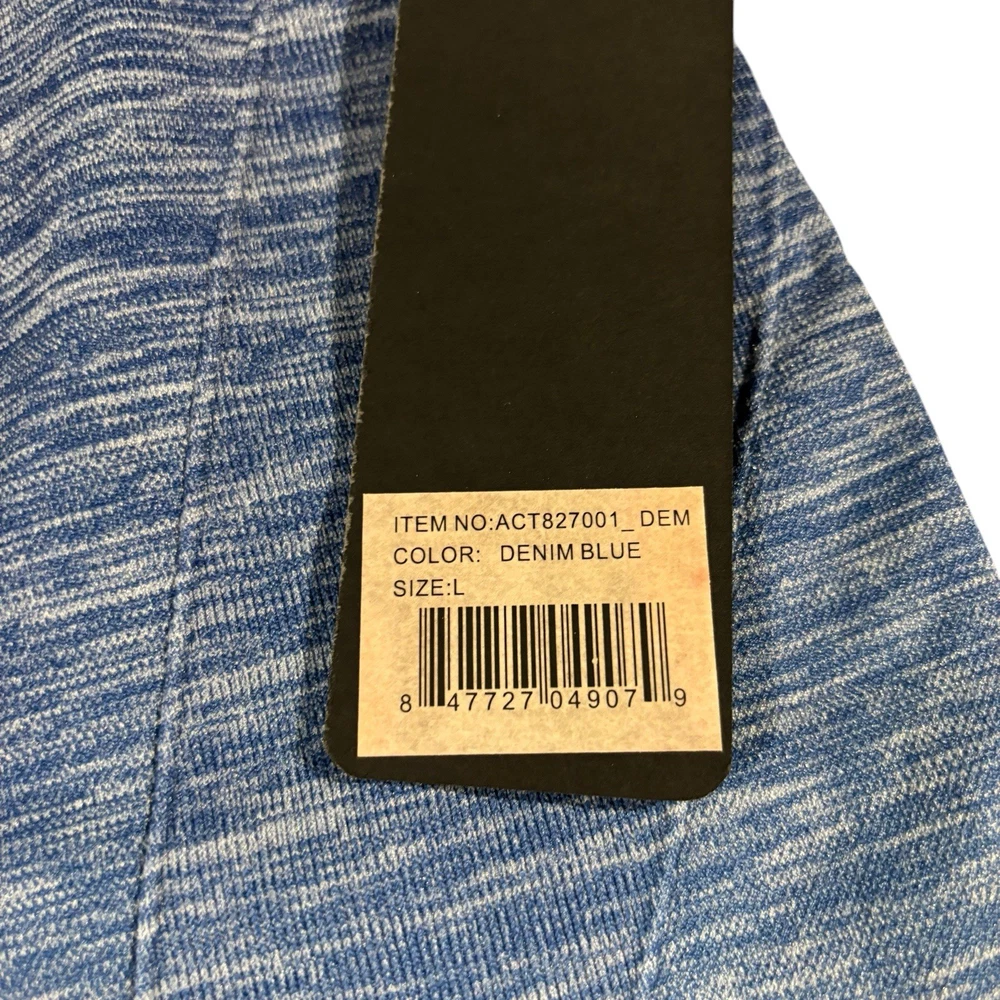 ITEM NO:ACT827001_ DEM
COLOR: DENIM BLUE
SIZE:L
8 47727 04907 9